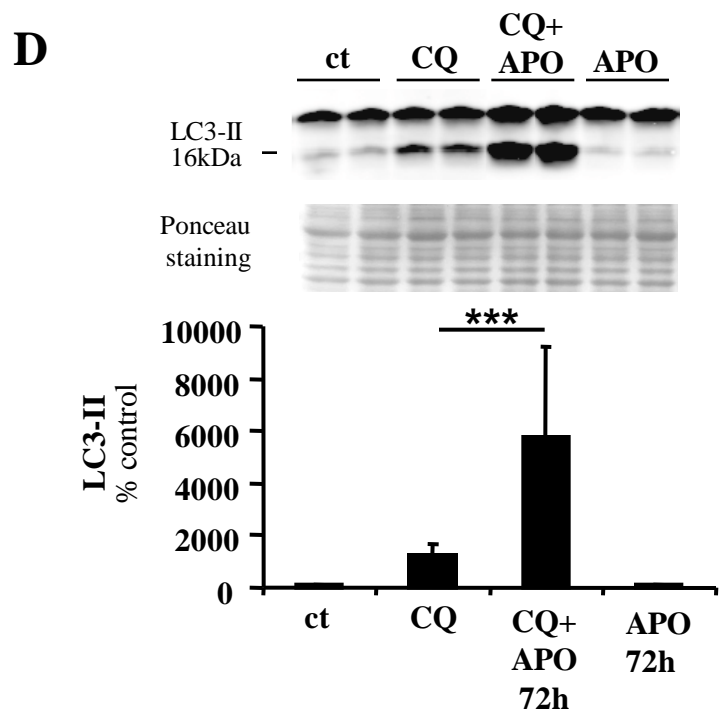 D
ct CQ CQ+ APO APO
LC3-II
16kDa
Ponceau
staining
***
10000
8000
6000
4000
2000
0
LC3-II
% control
ct CQ CQ+ APO
APO 72h
72h